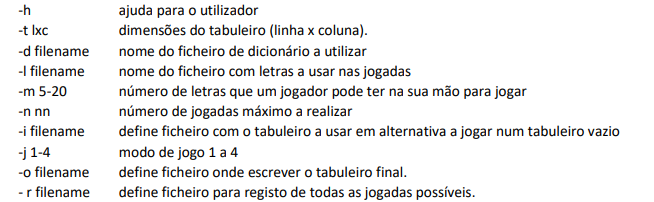 -h ajuda para o utilizador
-t lxc dimensões do tabuleiro (linha x coluna).
-d filename nome do ficheiro de dicionário a utilizar
-l filename nome do ficheiro com letras a usar nas jogadas
-m 5-20 número de letras que um jogador pode ter na sua mão para jogar
-n nn número de jogadas máximo a realizar
-i filename define ficheiro com o tabuleiro a usar em alternativa a jogar num tabuleiro vazio
-j 1-4 modo de jogo 1 a 4
-o filename define ficheiro onde escrever o tabuleiro final.
- r filename define ficheiro para registo de todas as jogadas possíveis.